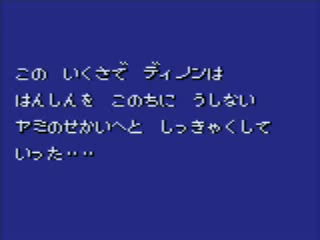 この　いくさで　ディノンは
はんしんを　このちに　うしない
ヤミのせかいへと　しっきゃくして
いった‥‥